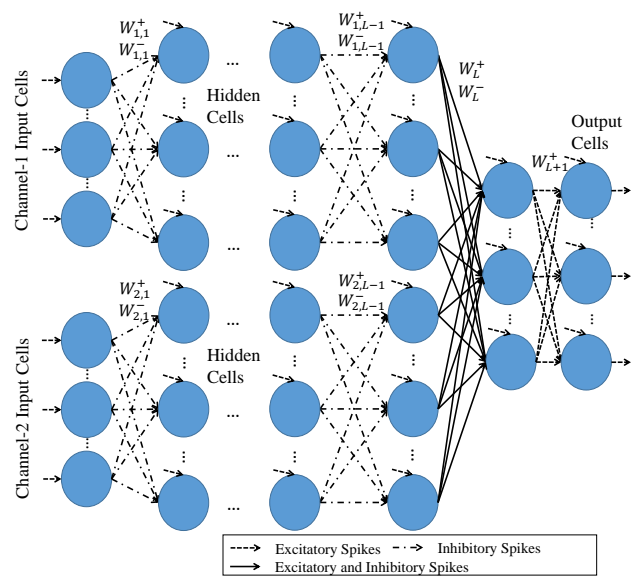 W⁺₁,₁
W⁻₁,₁
W⁺₁,L₋₁
W⁻₁,L₋₁
W⁺L
W⁻L
...
...
Hidden
Cells
Channel-1 Input Cells
Output
Cells
W⁺L₊₁
...
...
...
...
W⁺₂,₁
W⁻₂,₁
W⁺₂,L₋₁
W⁻₂,L₋₁
...
...
Hidden
Cells
Channel-2 Input Cells
...
...
...
...
Excitatory Spikes
Inhibitory Spikes
Excitatory and Inhibitory Spikes